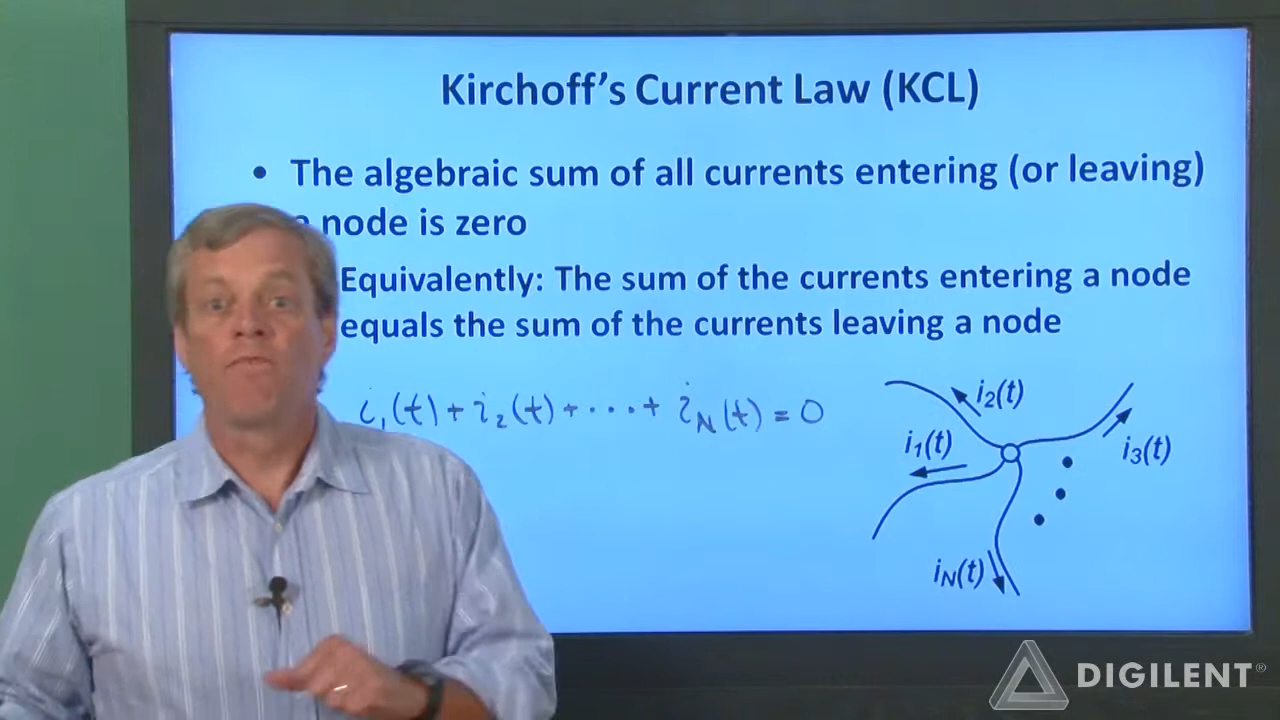 Kirchoff's Current Law (KCL)
• The algebraic sum of all currents entering (or leaving)
a node is zero
Equivalently: The sum of the currents entering a node
equals the sum of the currents leaving a node
i₁(t) + i₂(t) + · · · + i_N(t) = 0
i₂(t)
i₁(t)
i₃(t)
i_N(t)
DIGILENT®